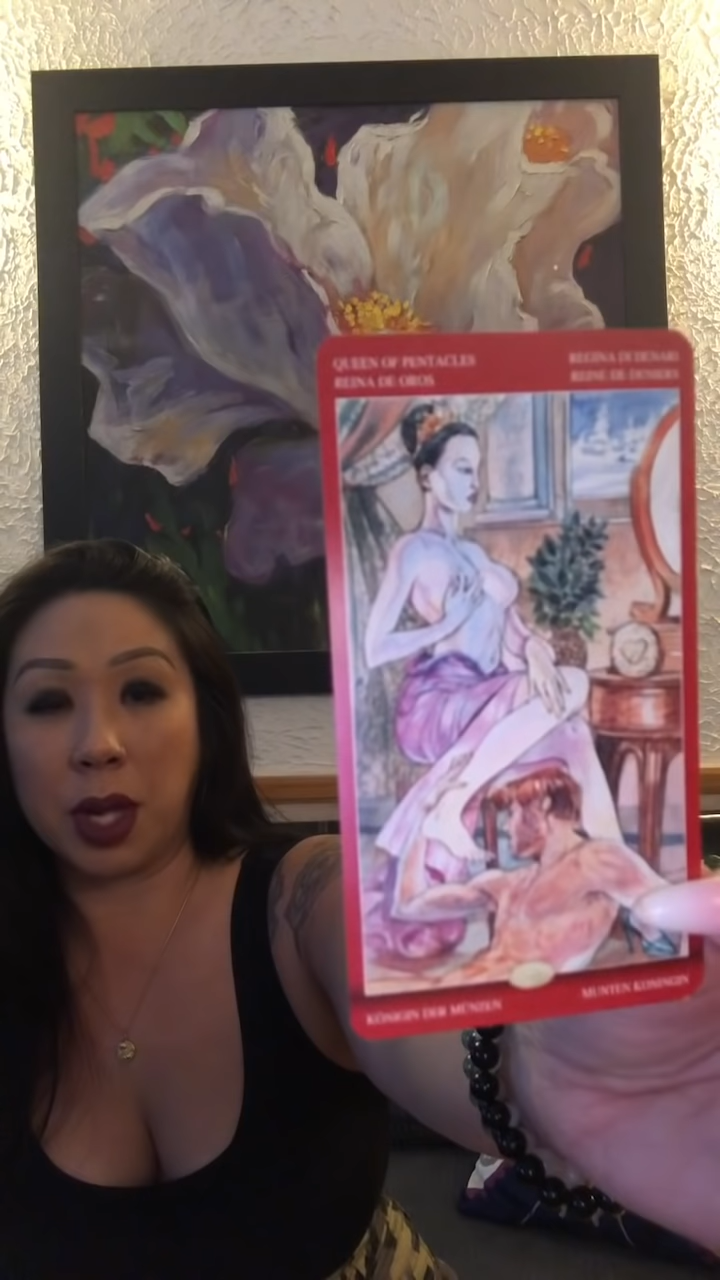 QUEEN OF PENTACLES
REINA DE OROS
REGINA DI DENARI
REINE DE DENIERS
KÖNIGIN DER MÜNZEN
MUNTEN KONINGIN